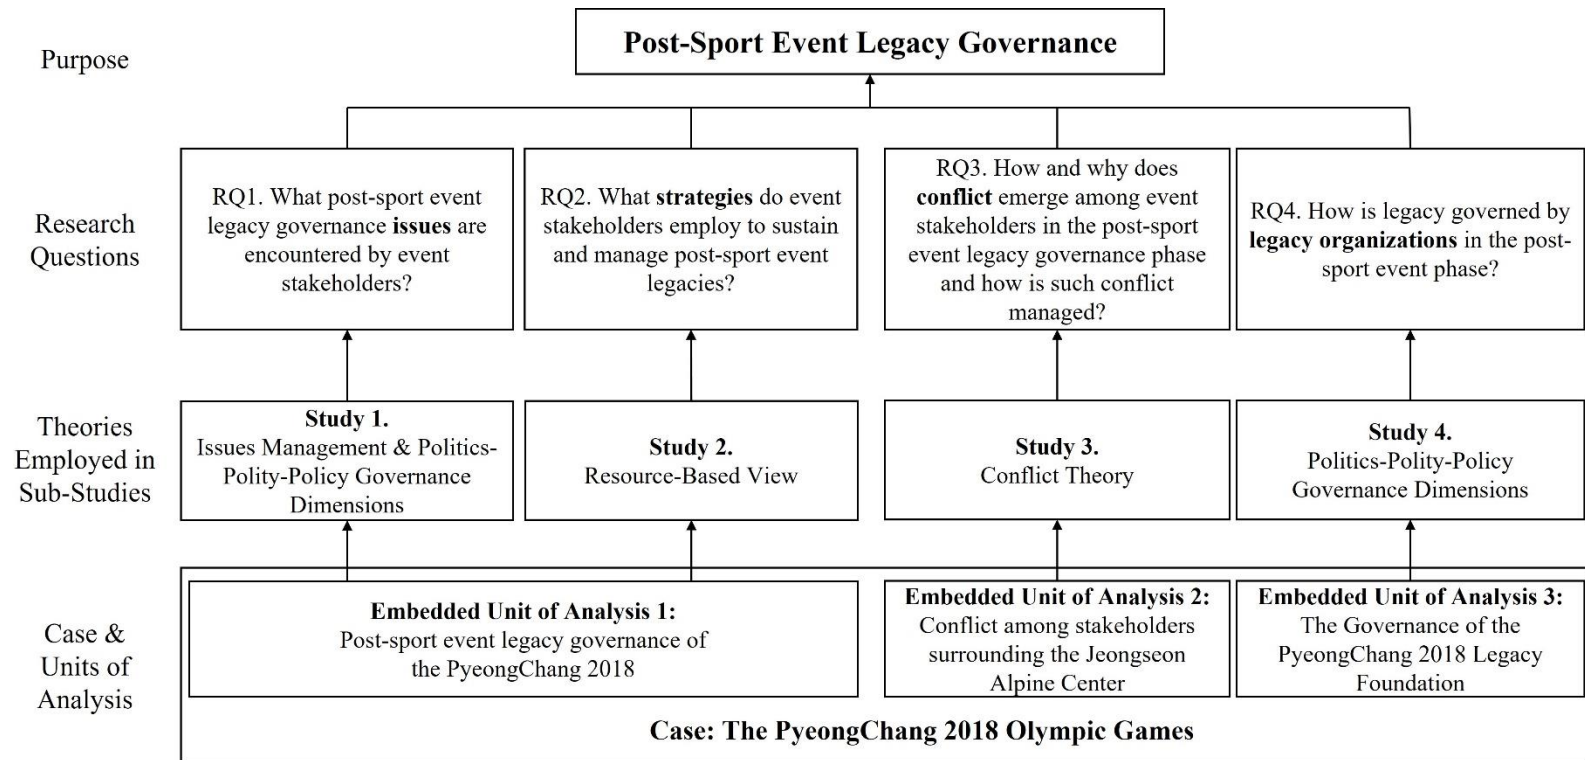 Purpose
Post-Sport Event Legacy Governance
Research
Questions
RQ1. What post-sport event
legacy governance issues are
encountered by event
stakeholders?
RQ2. What strategies do event
stakeholders employ to sustain
and manage post-sport event
legacies?
RQ3. How and why does
conflict emerge among event
stakeholders in the post-sport
event legacy governance phase
and how is such conflict
managed?
RQ4. How is legacy governed by
legacy organizations in the post-
sport event phase?
Theories
Employed in
Sub-Studies
Study 1.
Issues Management & Politics-
Polity-Policy Governance
Dimensions
Study 2.
Resource-Based View
Study 3.
Conflict Theory
Study 4.
Politics-Polity-Policy
Governance Dimensions
Case &
Units of
Analysis
Embedded Unit of Analysis 1:
Post-sport event legacy governance of
the PyeongChang 2018
Embedded Unit of Analysis 2:
Conflict among stakeholders
surrounding the Jeongseon
Alpine Center
Embedded Unit of Analysis 3:
The Governance of the
PyeongChang 2018 Legacy
Foundation
Case: The PyeongChang 2018 Olympic Games